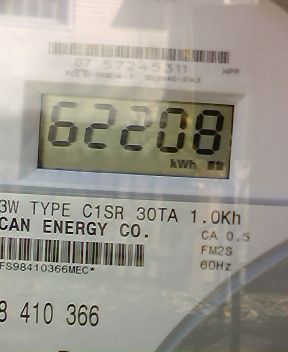 07 57245311
62208
kWh
3W TYPE C1SR 30TA 1.0Kh
CAN ENERGY CO.
CA 0.5
FM2S
60Hz
FS98410366MEC*
8 410 366